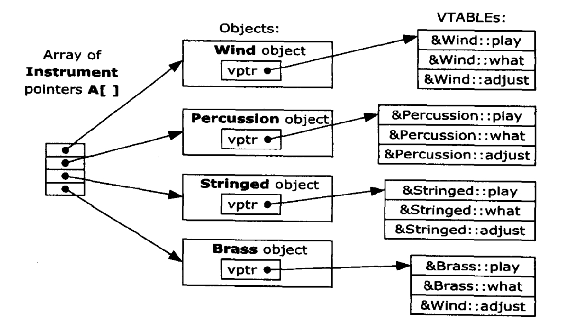 Objects:
VTABLEs:
Array of
Instrument
pointers A[ ]
Wind object
vptr
&Wind::play
&Wind::what
&Wind::adjust
Percussion object
vptr
&Percussion::play
&Percussion::what
&Percussion::adjust
Stringed object
vptr
&Stringed::play
&Stringed::what
&Stringed::adjust
Brass object
vptr
&Brass::play
&Brass::what
&Wind::adjust